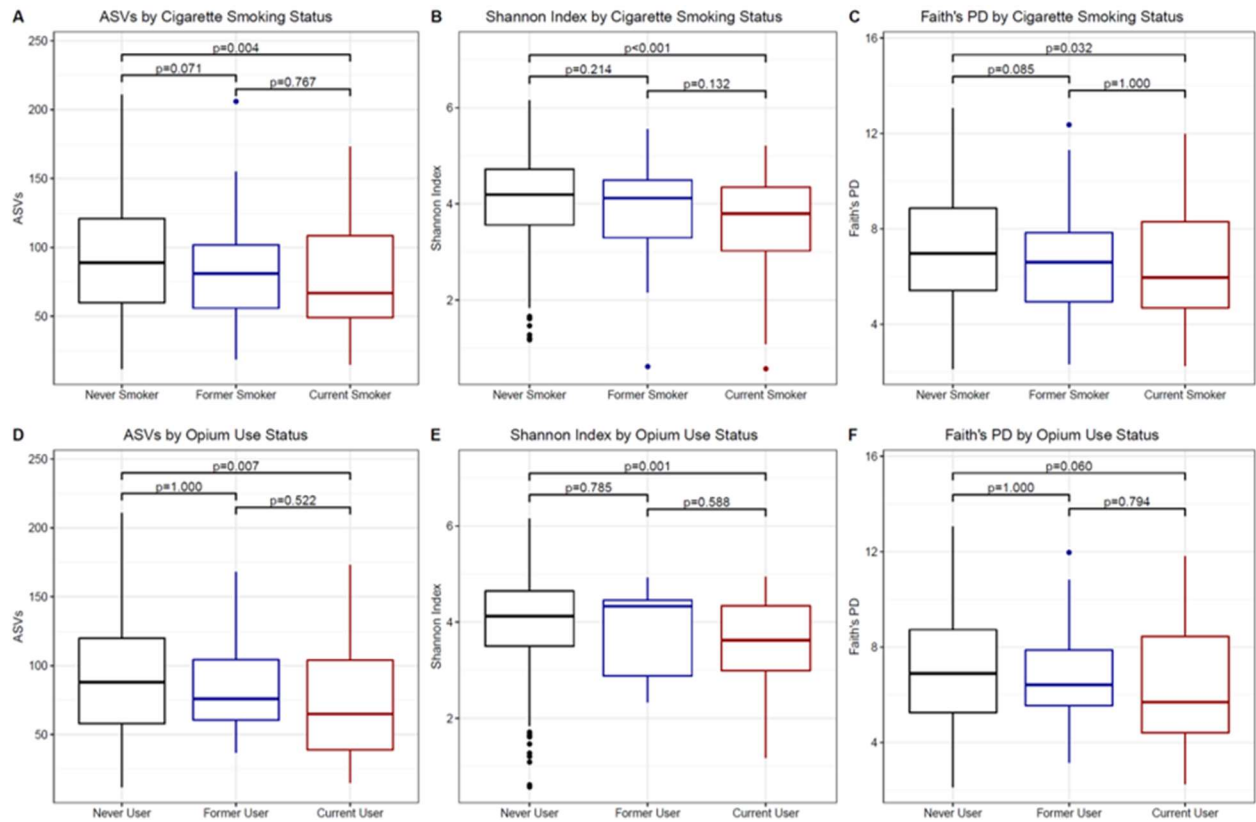 A ASVs by Cigarette Smoking Status
250
200
150
100
50
ASVs
p=0.004
p=0.071
p=0.767
Never Smoker Former Smoker Current Smoker
B Shannon Index by Cigarette Smoking Status
6
4
2
Shannon Index
p<0.001
p=0.214
p=0.132
Never Smoker Former Smoker Current Smoker
C Faith's PD by Cigarette Smoking Status
16
12
8
4
Faith's PD
p=0.032
p=0.085
p=1.000
Never Smoker Former Smoker Current Smoker
D ASVs by Opium Use Status
250
200
150
100
50
ASVs
p=0.007
p=1.000
p=0.522
Never User Former User Current User
E Shannon Index by Opium Use Status
6
4
2
Shannon Index
p=0.001
p=0.785
p=0.588
Never User Former User Current User
F Faith's PD by Opium Use Status
16
12
8
4
Faith's PD
p=0.060
p=1.000
p=0.794
Never User Former User Current User